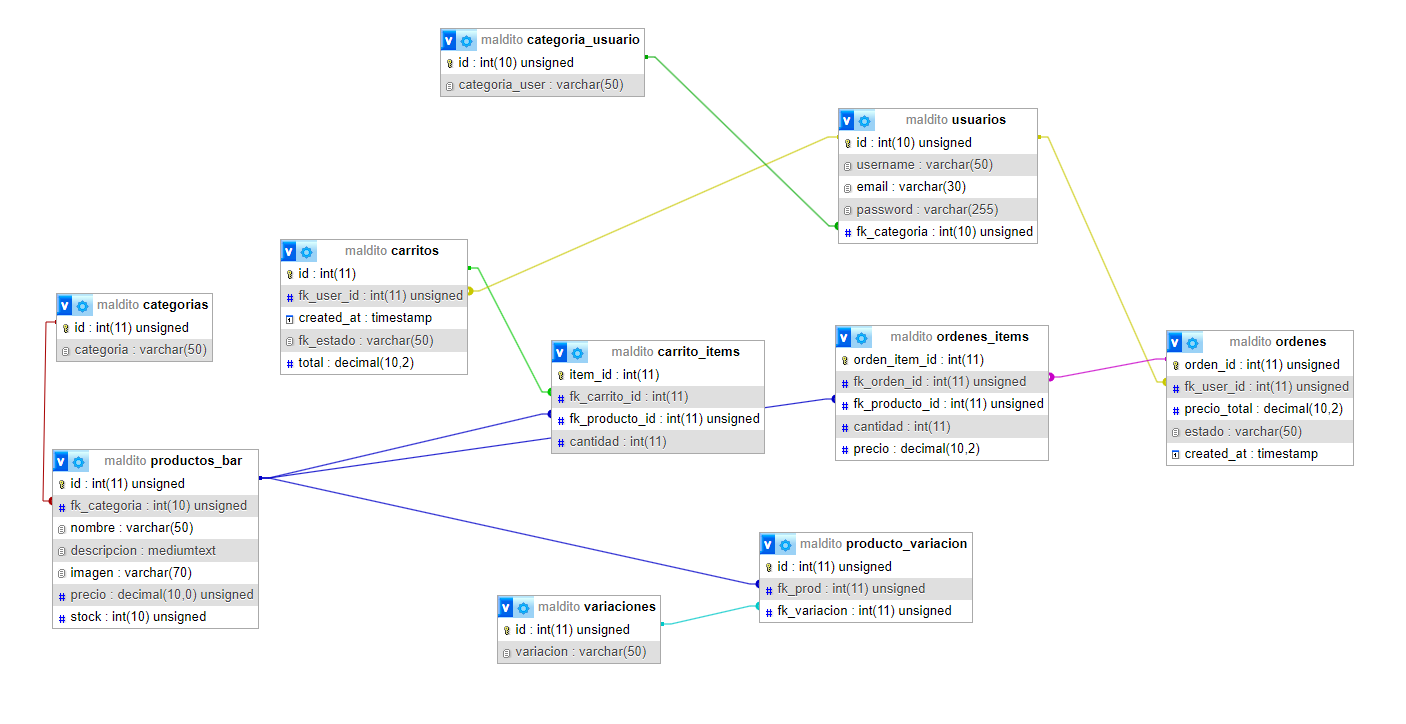 maldito categoria_usuario
id : int(10) unsigned
categoria_user : varchar(50)
maldito usuarios
id : int(10) unsigned
username : varchar(50)
email : varchar(30)
password : varchar(255)
fk_categoria : int(10) unsigned
maldito carritos
id : int(11)
fk_user_id : int(11) unsigned
created_at : timestamp
fk_estado : varchar(50)
total : decimal(10,2)
maldito categorias
id : int(11) unsigned
categoria : varchar(50)
maldito carrito_items
item_id : int(11)
fk_carrito_id : int(11)
fk_producto_id : int(11) unsigned
cantidad : int(11)
maldito ordenes_items
orden_item_id : int(11)
fk_orden_id : int(11) unsigned
fk_producto_id : int(11) unsigned
cantidad : int(11)
precio : decimal(10,2)
maldito ordenes
orden_id : int(11) unsigned
fk_user_id : int(11) unsigned
precio_total : decimal(10,2)
estado : varchar(50)
created_at : timestamp
maldito productos_bar
id : int(11) unsigned
fk_categoria : int(10) unsigned
nombre : varchar(50)
descripcion : mediumtext
imagen : varchar(70)
precio : decimal(10,0) unsigned
stock : int(10) unsigned
maldito producto_variacion
id : int(11) unsigned
fk_prod : int(11) unsigned
fk_variacion : int(11) unsigned
maldito variaciones
id : int(11) unsigned
variacion : varchar(50)